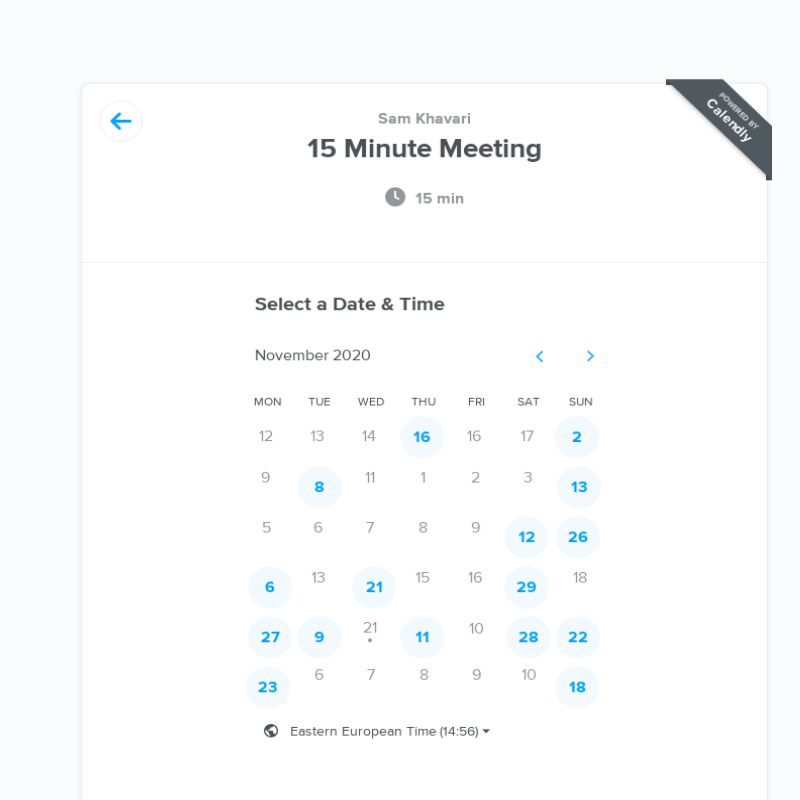 POWERED BY
Calendly
Sam Khavari
15 Minute Meeting
15 min
Select a Date & Time
November 2020
MON TUE WED THU FRI SAT SUN
12 13 14 16 16 17 2
9 8 11 1 2 3 13
5 6 7 8 9 12 26
6 13 21 15 16 29 18
27 9 21 11 10 28 22
23 6 7 8 9 10 18
Eastern European Time (14:56)